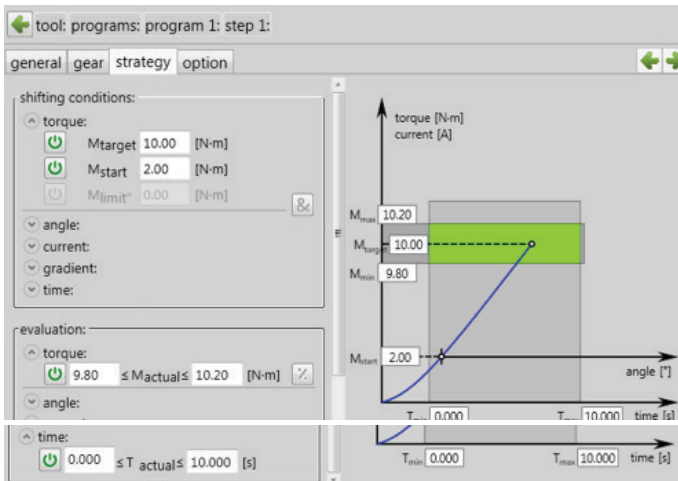 tool: programs: program 1: step 1:
general gear strategy option
shifting conditions:
torque:
Mtarget 10.00 [N·m]
Mstart 2.00 [N·m]
Mlimit- 0.00 [N·m]
&
angle:
current:
gradient:
time:
evaluation:
torque:
9.80 ≤ Mactual ≤ 10.20 [N·m] ⁒
angle:
time:
0.000 ≤ T actual ≤ 10.000 [s]
torque [N·m]
current [A]
Mmax 10.20
Mtarget 10.00
Mmin 9.80
Mstart 2.00
angle [°]
Tmin 0.000 Tmax 10.000 time [s]
Tmin 0.000 Tmax 10.000 time [s]